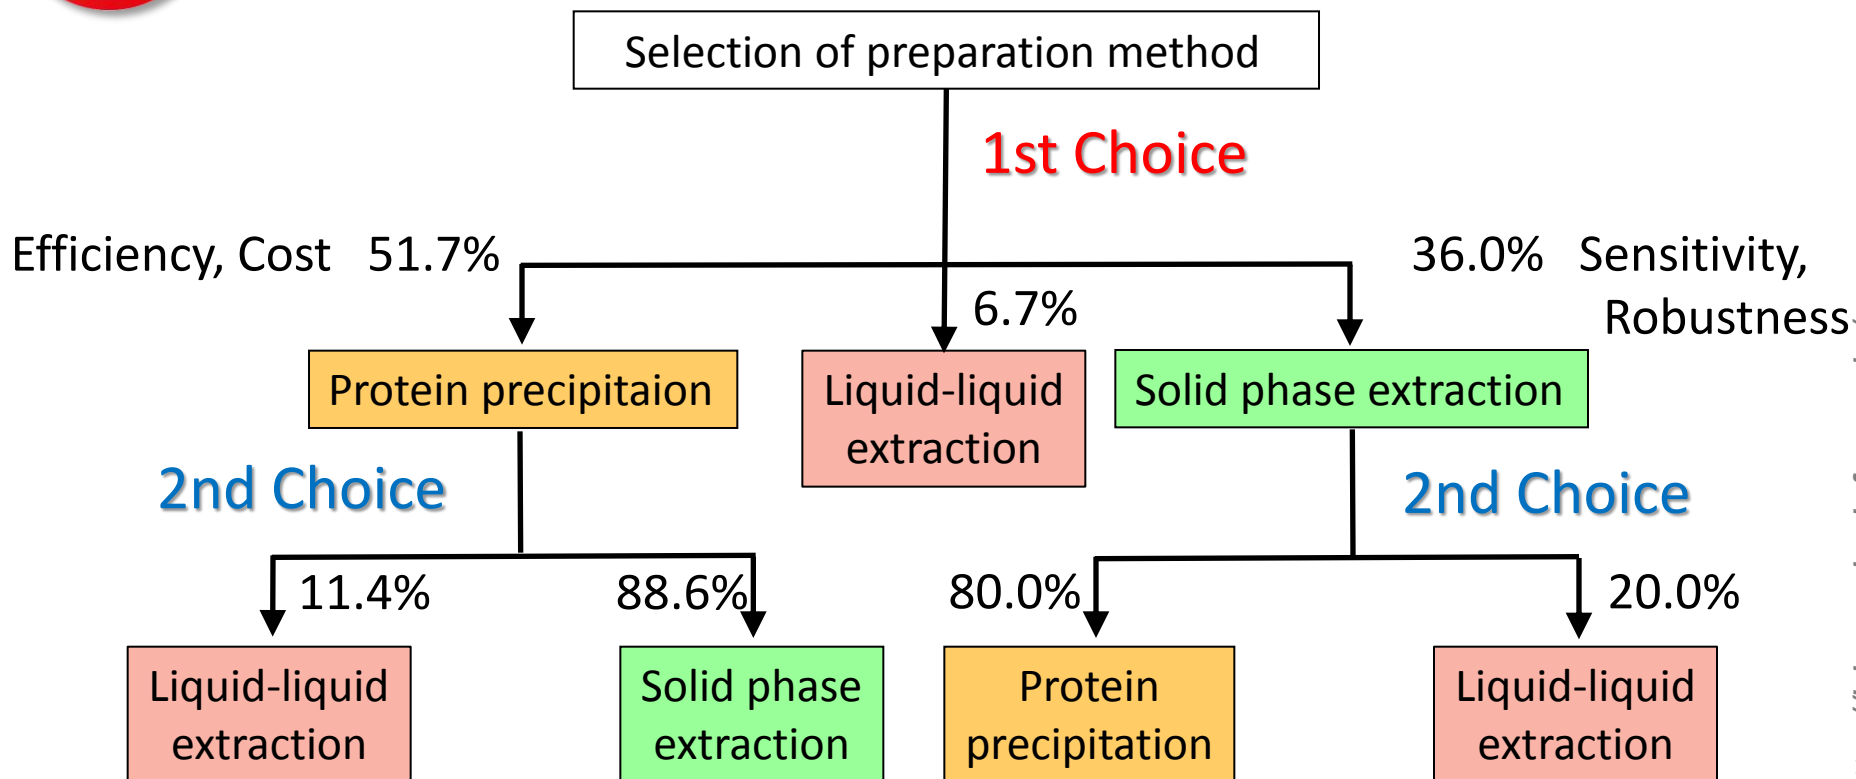 Selection of preparation method
1st Choice
Efficiency, Cost 51.7%
36.0% Sensitivity,
Robustness
6.7%
Protein precipitaion
Liquid-liquid
extraction
Solid phase extraction
2nd Choice
2nd Choice
11.4%
88.6%
80.0%
20.0%
Liquid-liquid
extraction
Solid phase
extraction
Protein
precipitation
Liquid-liquid
extraction